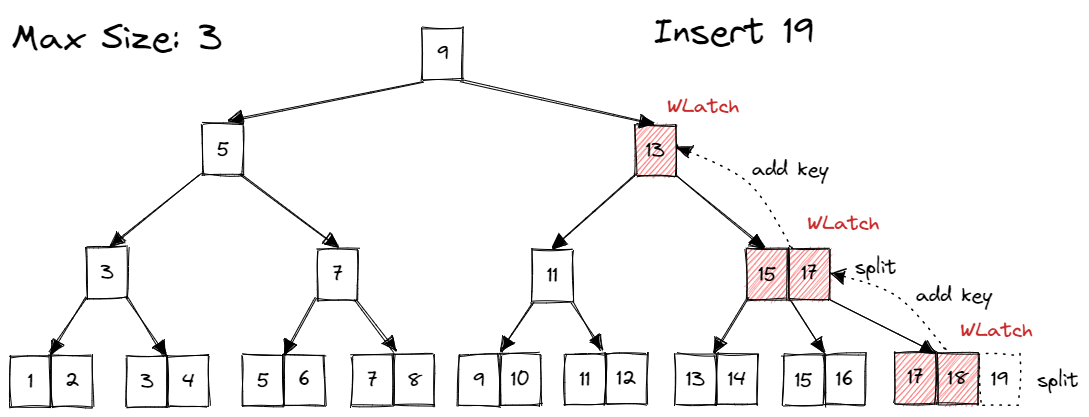 Max Size: 3
Insert 19
9
WLatch
5
13
add key
WLatch
3
7
11
15 17
split
add key
WLatch
1 2
3 4
5 6
7 8
9 10
11 12
13 14
15 16
17 18 19
split